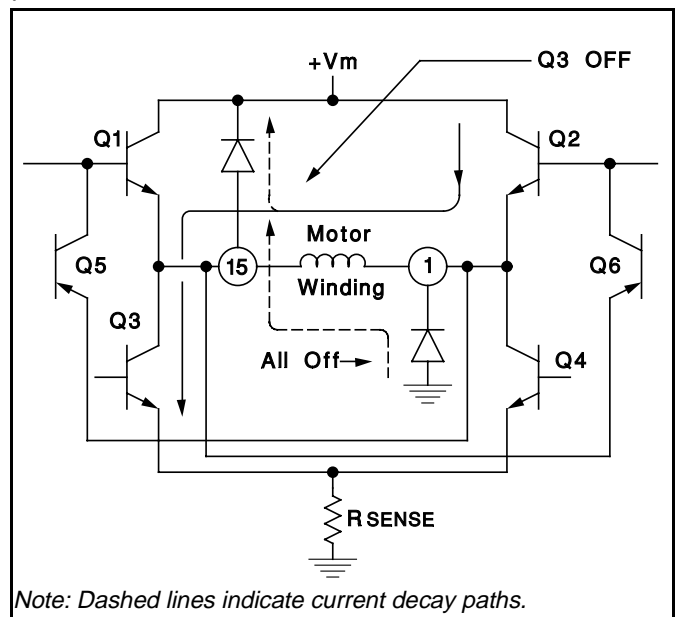 +Vm
Q3 OFF
Q1
Q2
Motor
15
1
Winding
Q5
Q6
Q3
Q4
All Off
RSENSE
Note: Dashed lines indicate current decay paths.